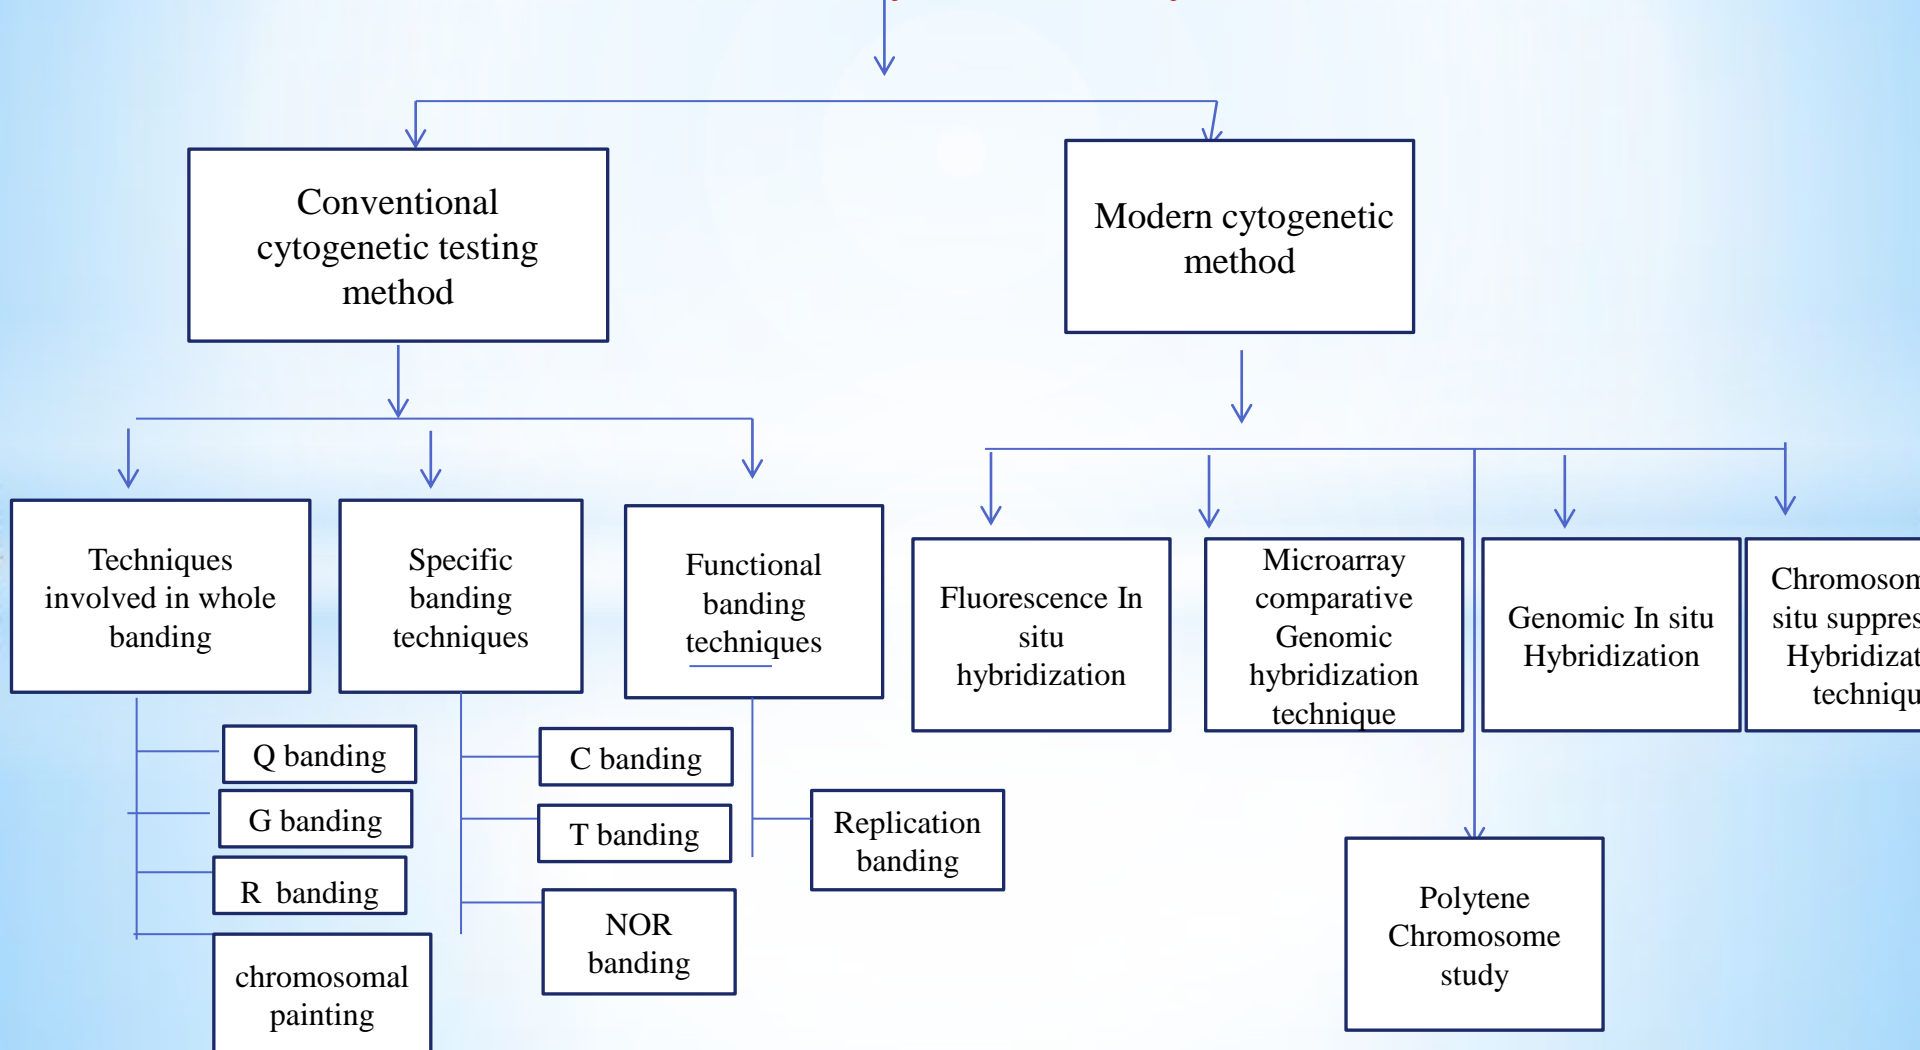 Conventional
cytogenetic testing
method
Modern cytogenetic
method
Techniques
involved in whole
banding
Specific
banding
techniques
Functional
banding
techniques
Fluorescence In
situ
hybridization
Microarray
comparative
Genomic
hybridization
technique
Genomic In situ
Hybridization
situ
Q banding
G banding
R  banding
chromosomal
painting
C banding
T banding
NOR
banding
Replication
banding
Polytene
Chromosome
study